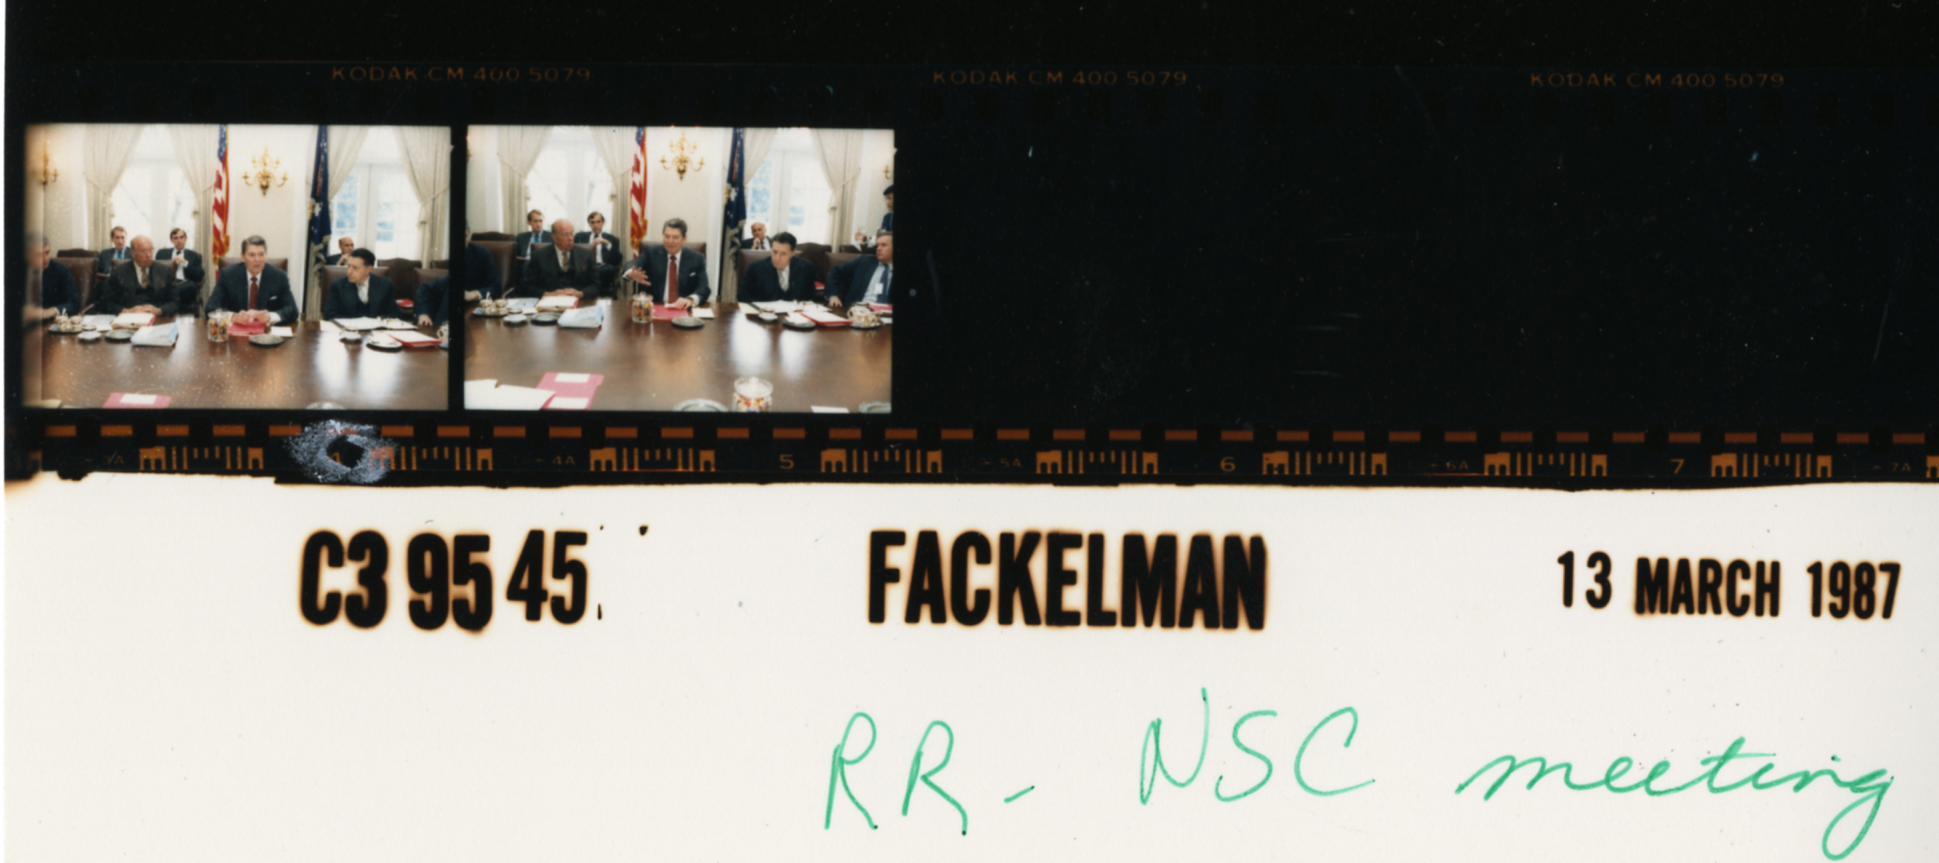 KODAK CM 400 5079 KODAK CM 400 5079 KODAK CM 400 5079
4A 5 5A 6 6A 7 7A
C3 95 45 FACKELMAN 13 MARCH 1987
RR - NSC meeting